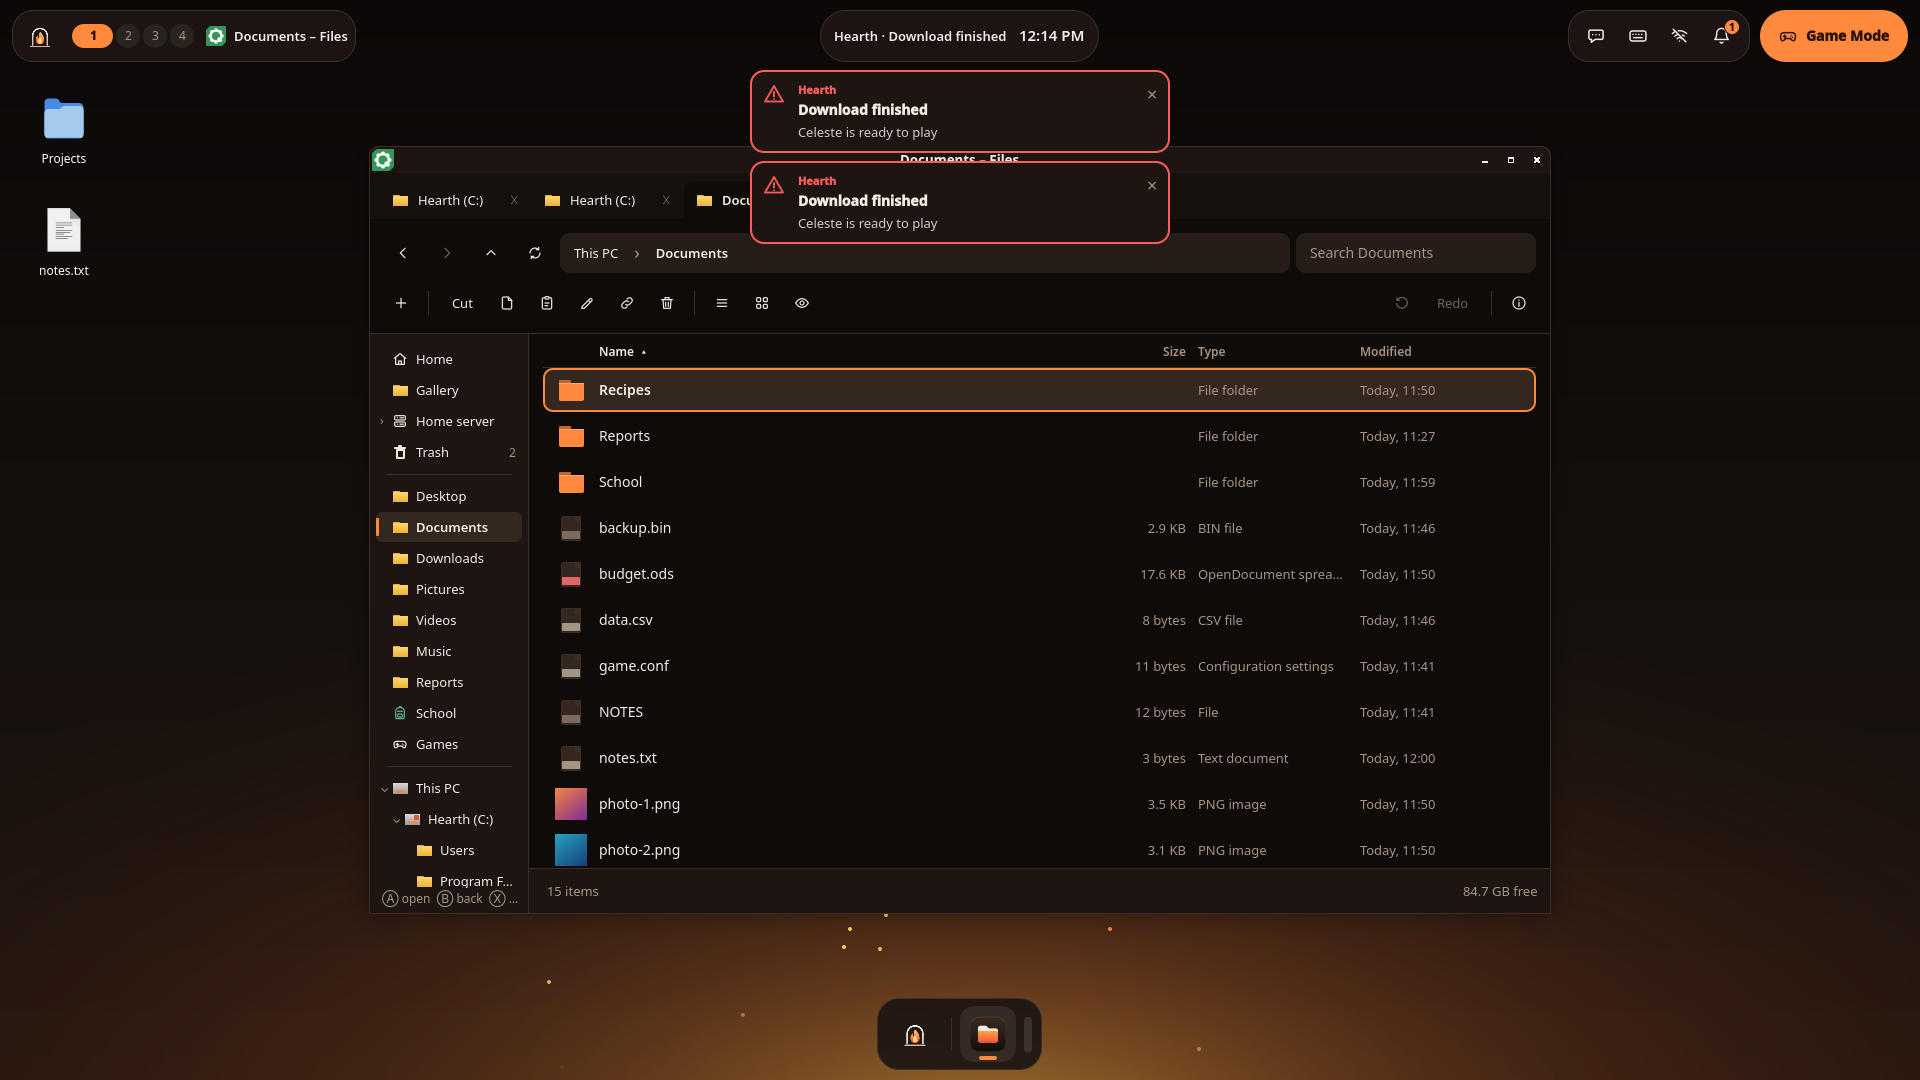 1 2 3 4 Documents – Files
Hearth · Download finished 12:14 PM
1
Game Mode
Hearth
Download finished
Celeste is ready to play
Hearth
Download finished
Celeste is ready to play
Projects
notes.txt
Documents – Files
Hearth (C:) X Hearth (C:) X Docu
This PC › Documents
Search Documents
Cut
Redo
Home
Gallery
Home server
Trash 2
Desktop
Documents
Downloads
Pictures
Videos
Music
Reports
School
Games
This PC
Hearth (C:)
Users
Program F...
A open B back X ...
Name Size Type Modified
Recipes File folder Today, 11:50
Reports File folder Today, 11:27
School File folder Today, 11:59
backup.bin 2.9 KB BIN file Today, 11:46
budget.ods 17.6 KB OpenDocument sprea... Today, 11:50
data.csv 8 bytes CSV file Today, 11:46
game.conf 11 bytes Configuration settings Today, 11:41
NOTES 12 bytes File Today, 11:41
notes.txt 3 bytes Text document Today, 12:00
photo-1.png 3.5 KB PNG image Today, 11:50
photo-2.png 3.1 KB PNG image Today, 11:50
15 items 84.7 GB free